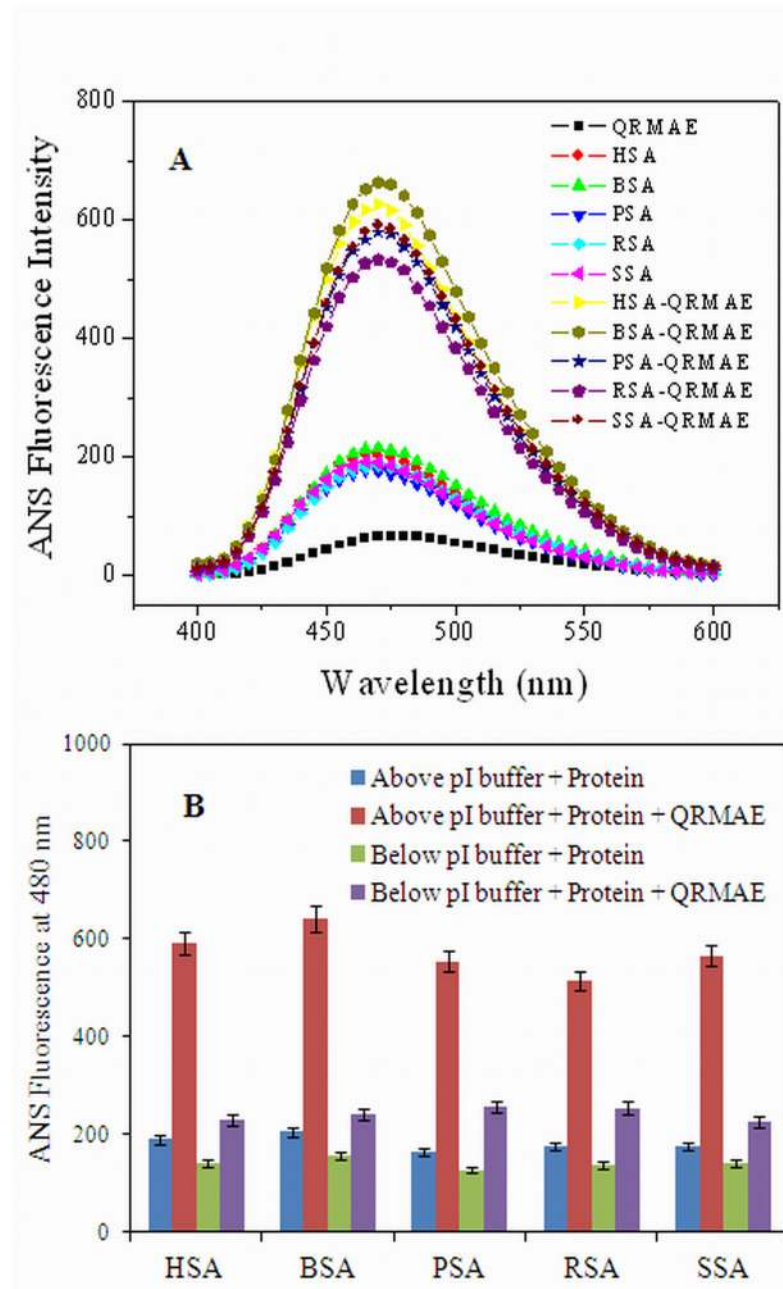 800
600
400
200
0
ANS Fluorescence Intensity
A
QRMAE
HSA
BSA
PSA
RSA
SSA
HSA-QRMAE
BSA-QRMAE
PSA-QRMAE
RSA-QRMAE
SSA-QRMAE
400 450 500 550 600
Wavelength (nm)
1000
800
600
400
200
0
ANS Fluorescence at 480 nm
B
Above pI buffer + Protein
Above pI buffer + Protein + QRMAE
Below pI buffer + Protein
Below pI buffer + Protein + QRMAE
HSA BSA PSA RSA SSA